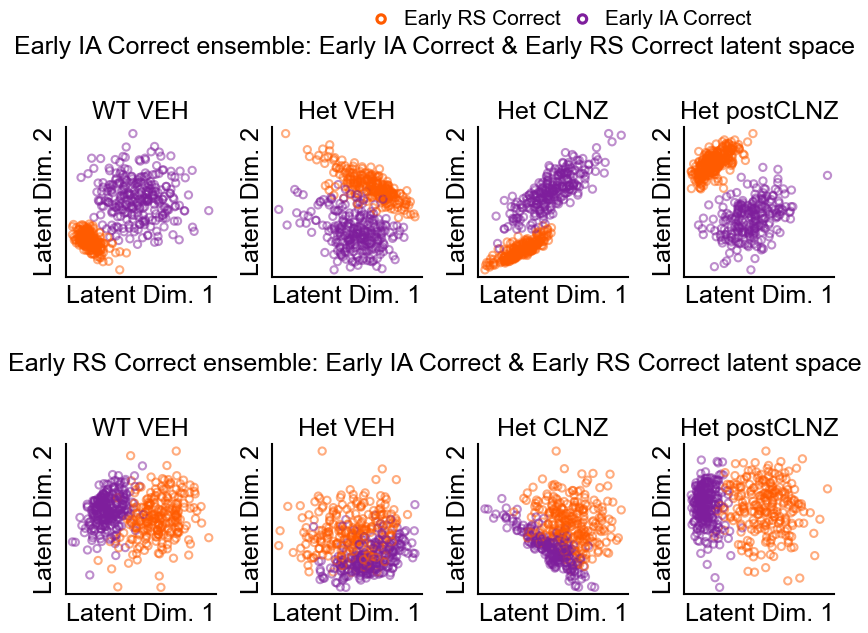 Early RS Correct Early IA Correct
Early IA Correct ensemble: Early IA Correct & Early RS Correct latent space
WT VEH Het VEH Het CLNZ Het postCLNZ
Latent Dim. 2 Latent Dim. 2 Latent Dim. 2 Latent Dim. 2
Latent Dim. 1 Latent Dim. 1 Latent Dim. 1 Latent Dim. 1
Early RS Correct ensemble: Early IA Correct & Early RS Correct latent space
WT VEH Het VEH Het CLNZ Het postCLNZ
Latent Dim. 2 Latent Dim. 2 Latent Dim. 2 Latent Dim. 2
Latent Dim. 1 Latent Dim. 1 Latent Dim. 1 Latent Dim. 1